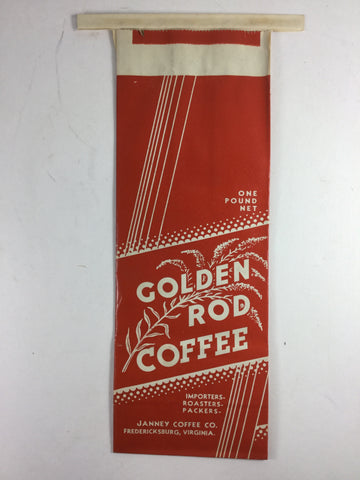 ONE
POUND
NET
GOLDEN
ROD
COFFEE
IMPORTERS-
ROASTERS-
PACKERS-
JANNEY COFFEE CO.
FREDERICKSBURG, VIRGINIA.